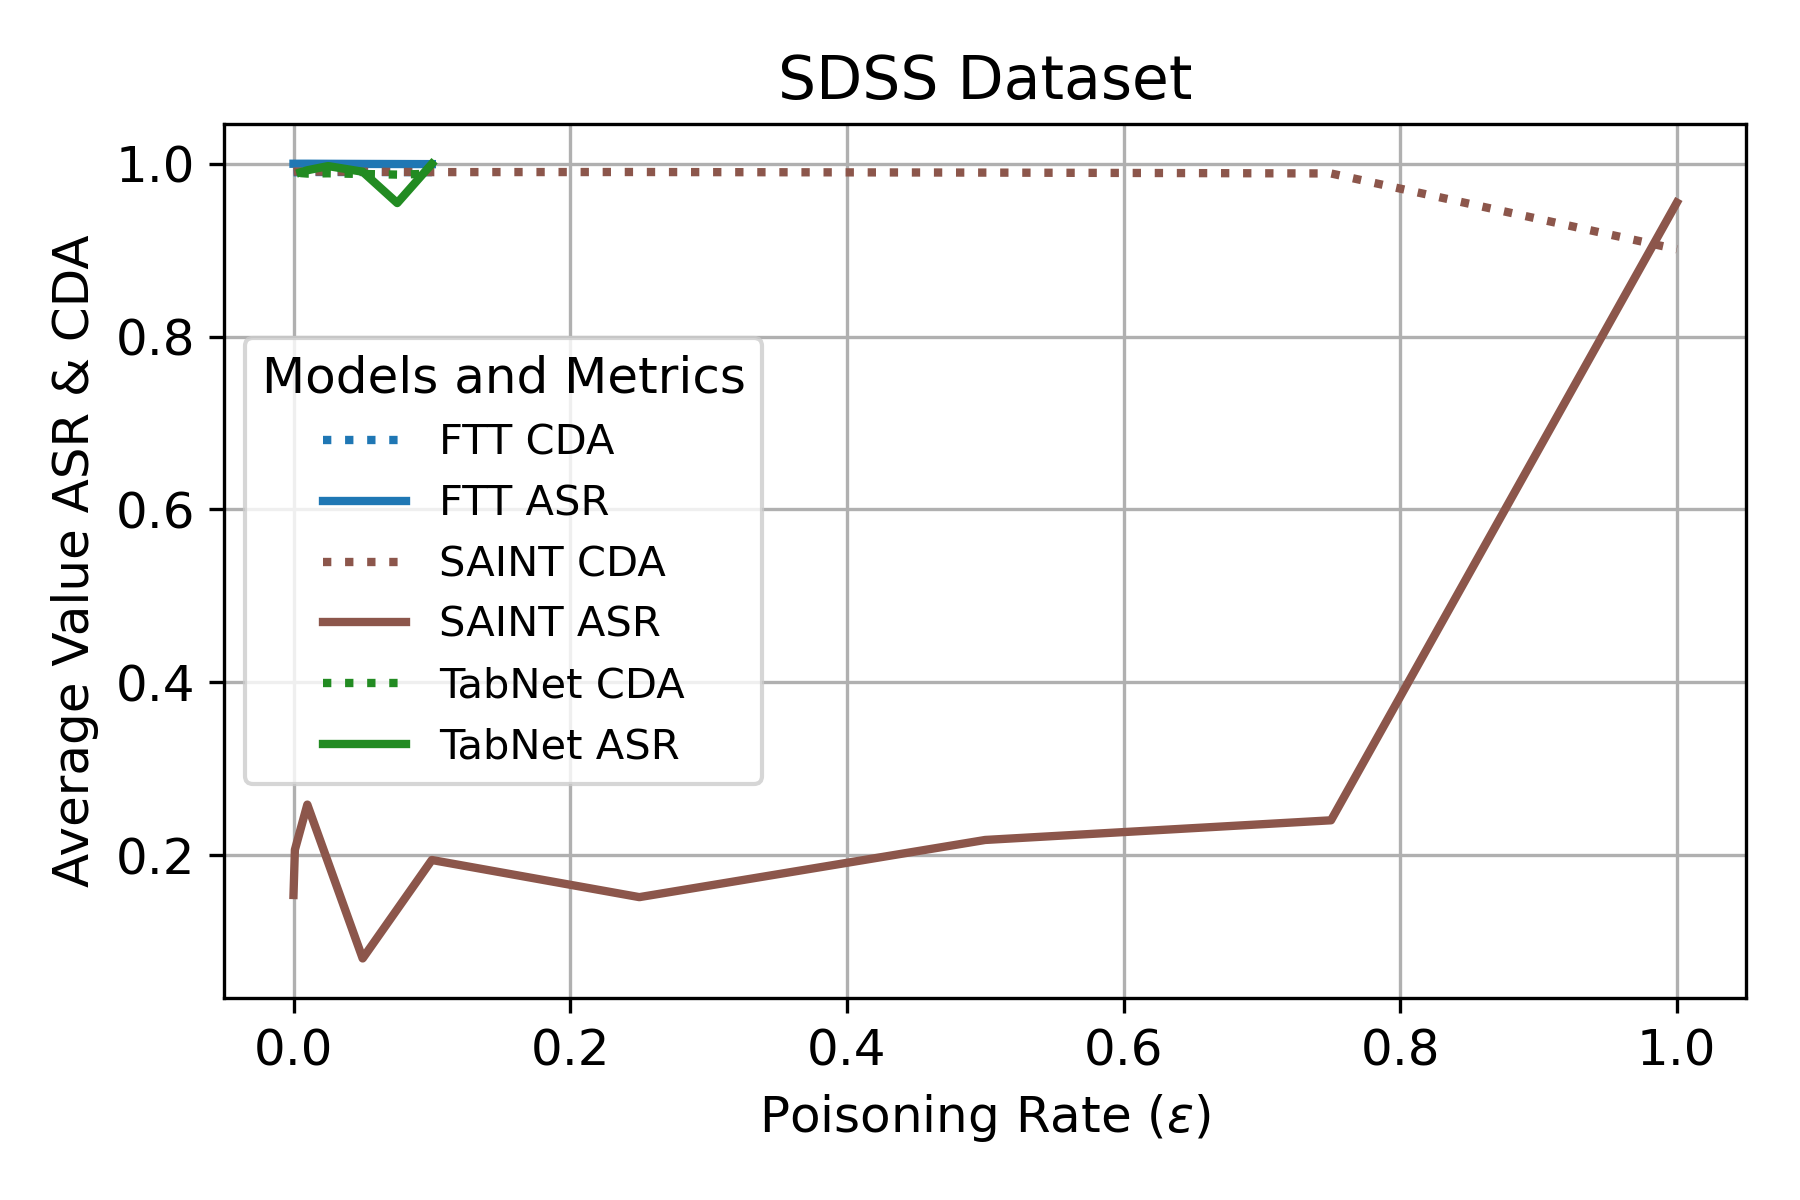 SDSS Dataset
Average Value ASR & CDA
1.0
0.8
0.6
0.4
0.2
Models and Metrics
FTT CDA
FTT ASR
SAINT CDA
SAINT ASR
TabNet CDA
TabNet ASR
0.0 0.2 0.4 0.6 0.8 1.0
Poisoning Rate (ε)